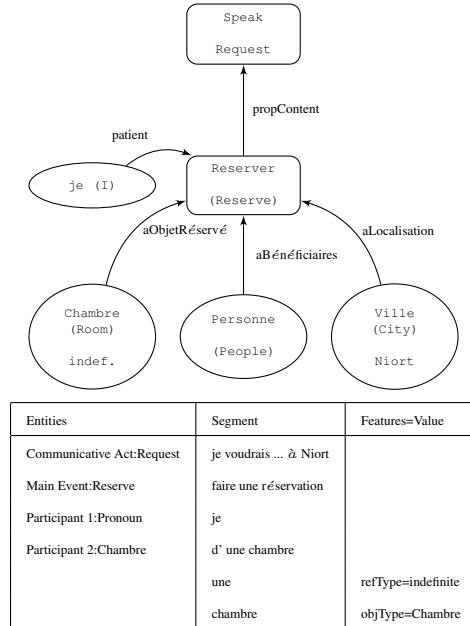 Speak
Request
propContent
patient
je (I)
Reserver
(Reserve)
aObjetRéservé
aBénéficiaires
aLocalisation
Chambre
(Room)
indef.
Personne
(People)
Ville
(City)
Niort
Entities Segment Features=Value
Communicative Act:Request je voudrais ... à Niort
Main Event:Reserve faire une réservation
Participant 1:Pronoun je
Participant 2:Chambre d' une chambre
une refType=indefinite
chambre objType=Chambre